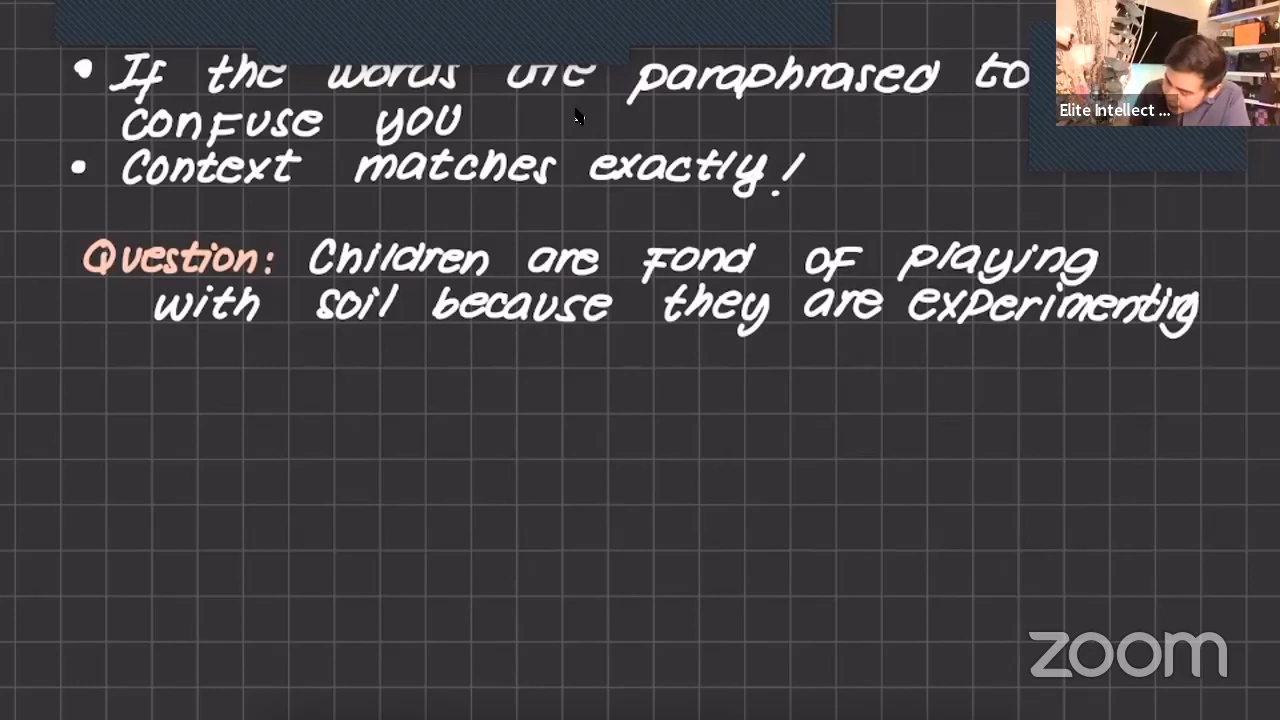 • If the words are paraphrased to
confuse you
• Context matches exactly!
Question: Children are fond of playing
with soil because they are experimenting
Elite Intellect ...
zoom